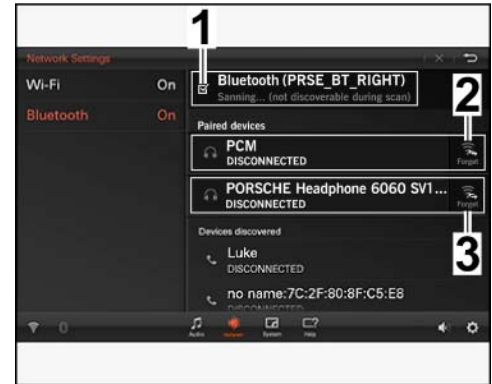 1
Network Settings
Wi-Fi On
Bluetooth (PRSE_BT_RIGHT)
Sanning... (not discoverable during scan)
2
Bluetooth On
Paired devices
PCM
DISCONNECTED
Forget
PORSCHE Headphone 6060 SV1...
DISCONNECTED
Forget
3
Devices discovered
Luke
DISCONNECTED
no name:7C:2F:80:8F:C5:E8
DISCONNECTED
Audio Network System Help